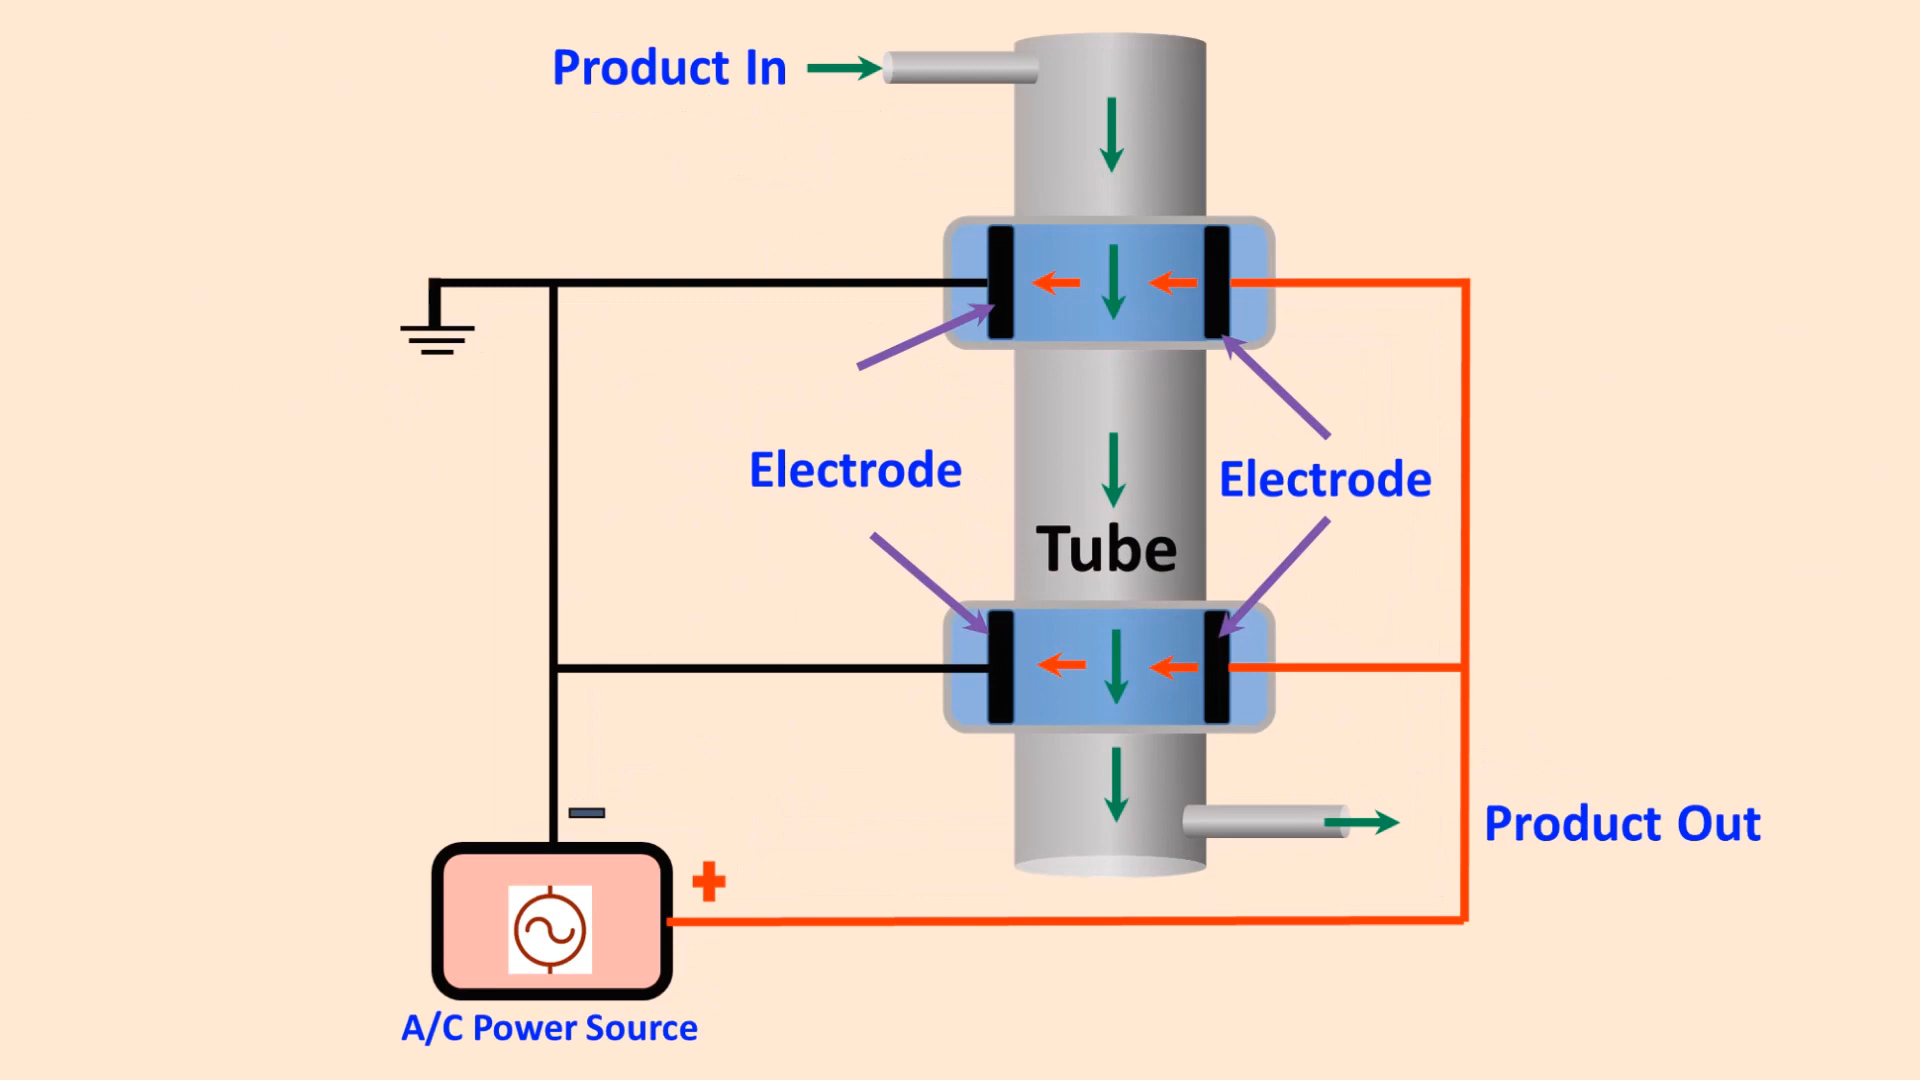 Product In
Electrode
Electrode
Tube
Product Out
A/C Power Source